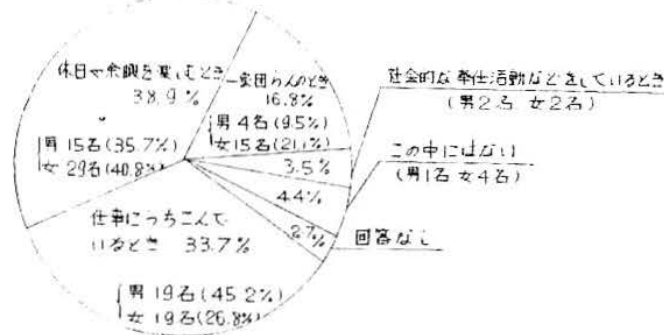 休日や余暇を楽しむとき
38.9%
男 15名(35.7%)
女 29名(40.8%)
一家団らんのとき
16.8%
男 4名(9.5%)
女 15名(21.1%)
社会的な奉仕活動などをしているとき
(男2名 女2名)
3.5%
この中にはない
(男1名 女4名)
4.4%
回答なし
2.7%
仕事にうちこんで
いるとき 33.7%
男 19名(45.2%)
女 19名(26.8%)